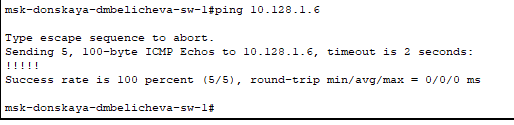 msk-donskaya-dmbelicheva-sw-1#ping 10.128.1.6
Type escape sequence to abort.
Sending 5, 100-byte ICMP Echos to 10.128.1.6, timeout is 2 seconds:
!!!!!
Success rate is 100 percent (5/5), round-trip min/avg/max = 0/0/0 ms
msk-donskaya-dmbelicheva-sw-1#